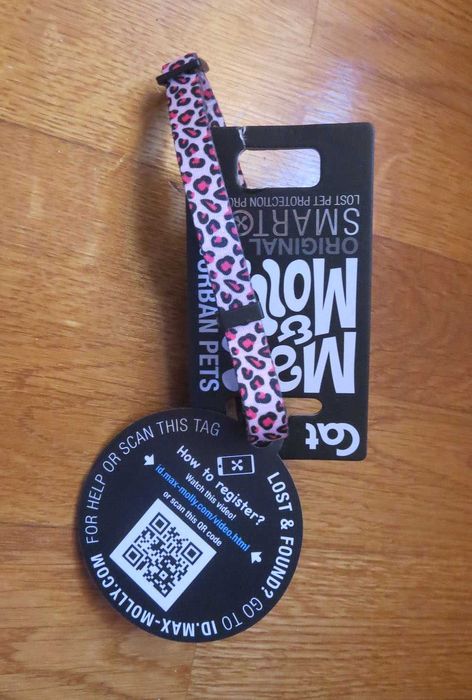 Cat
Ma
&
Mol
ORIGINAL
SMART
LOST PET PROTECTION PRO
URBAN PETS
LOST & FOUND? GO TO ID.MAX-MOLLY.COM FOR HELP OR SCAN THIS TAG
How to register?
Watch this video!
id.max-molly.com/video.html
or scan this QR code